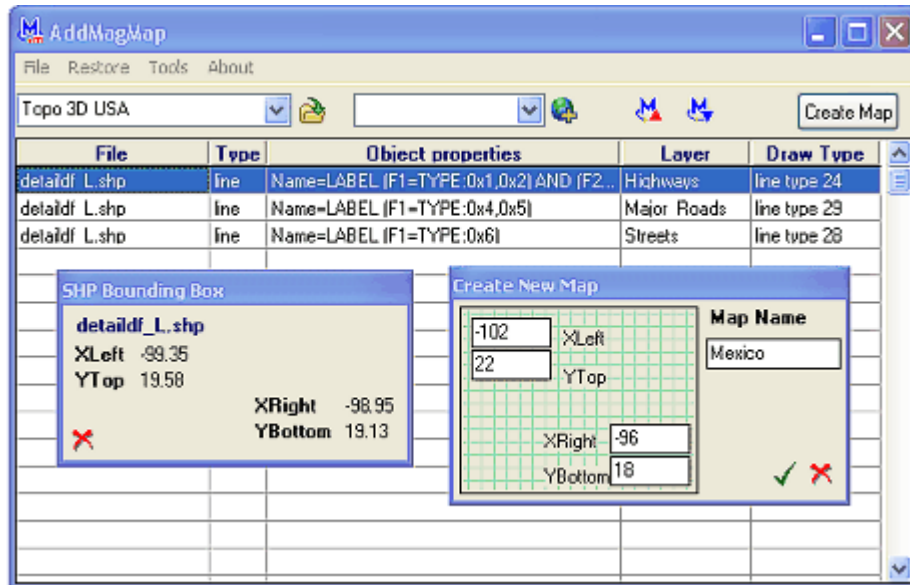 AddMagMap
File Restore Tools About
Topo 3D USA
Create Map
File Type Object properties Layer Draw Type
detaildf_L.shp line Name=LABEL (F1=TYPE:0x1,0x2) AND (F2... Highways line type 24
detaildf_L.shp line Name=LABEL (F1=TYPE:0x4,0x5) Major Roads line type 29
detaildf_L.shp line Name=LABEL (F1=TYPE:0x6) Streets line type 28
SHP Bounding Box
detaildf_L.shp
XLeft -99.35
YTop 19.58
XRight -98.95
YBottom 19.13
Create New Map
-102 XLeft
22 YTop
XRight -96
YBottom 18
Map Name
Mexico